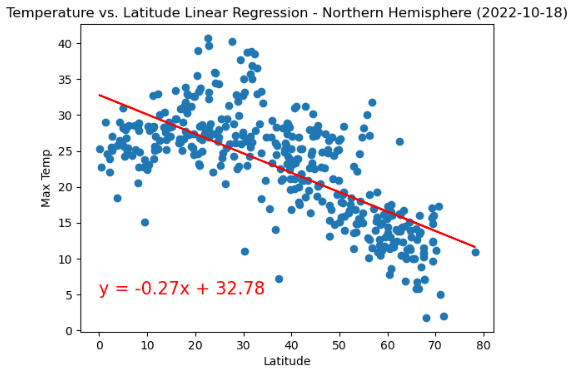 Temperature vs. Latitude Linear Regression - Northern Hemisphere (2022-10-18)
40
35
30
25
20
15
10
5
0
Max Temp
y = -0.27x + 32.78
0 10 20 30 40 50 60 70 80
Latitude